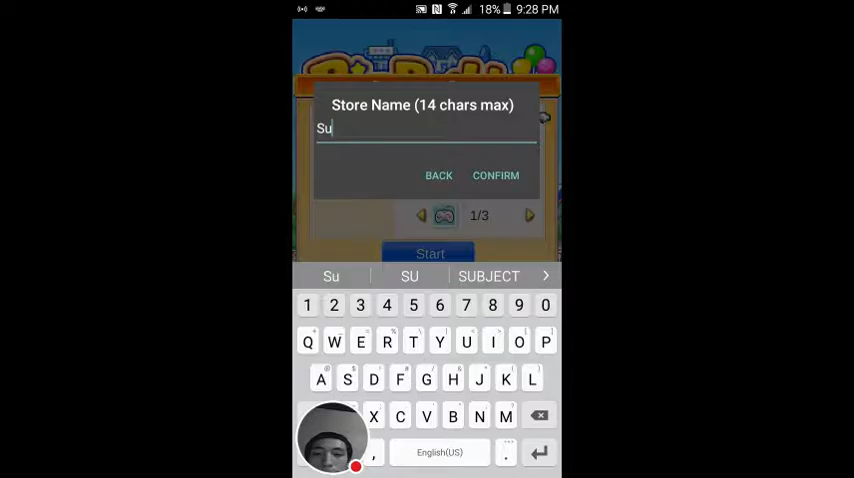 18% 9:28 PM
Store Name (14 chars max)
Su
BACK CONFIRM
1/3
Start
Su SU SUBJECT >
1 2 3 4 5 6 7 8 9 0
Q W E R T Y U I O P
A S D F G H J K L
X C V B N M
, English(US) .